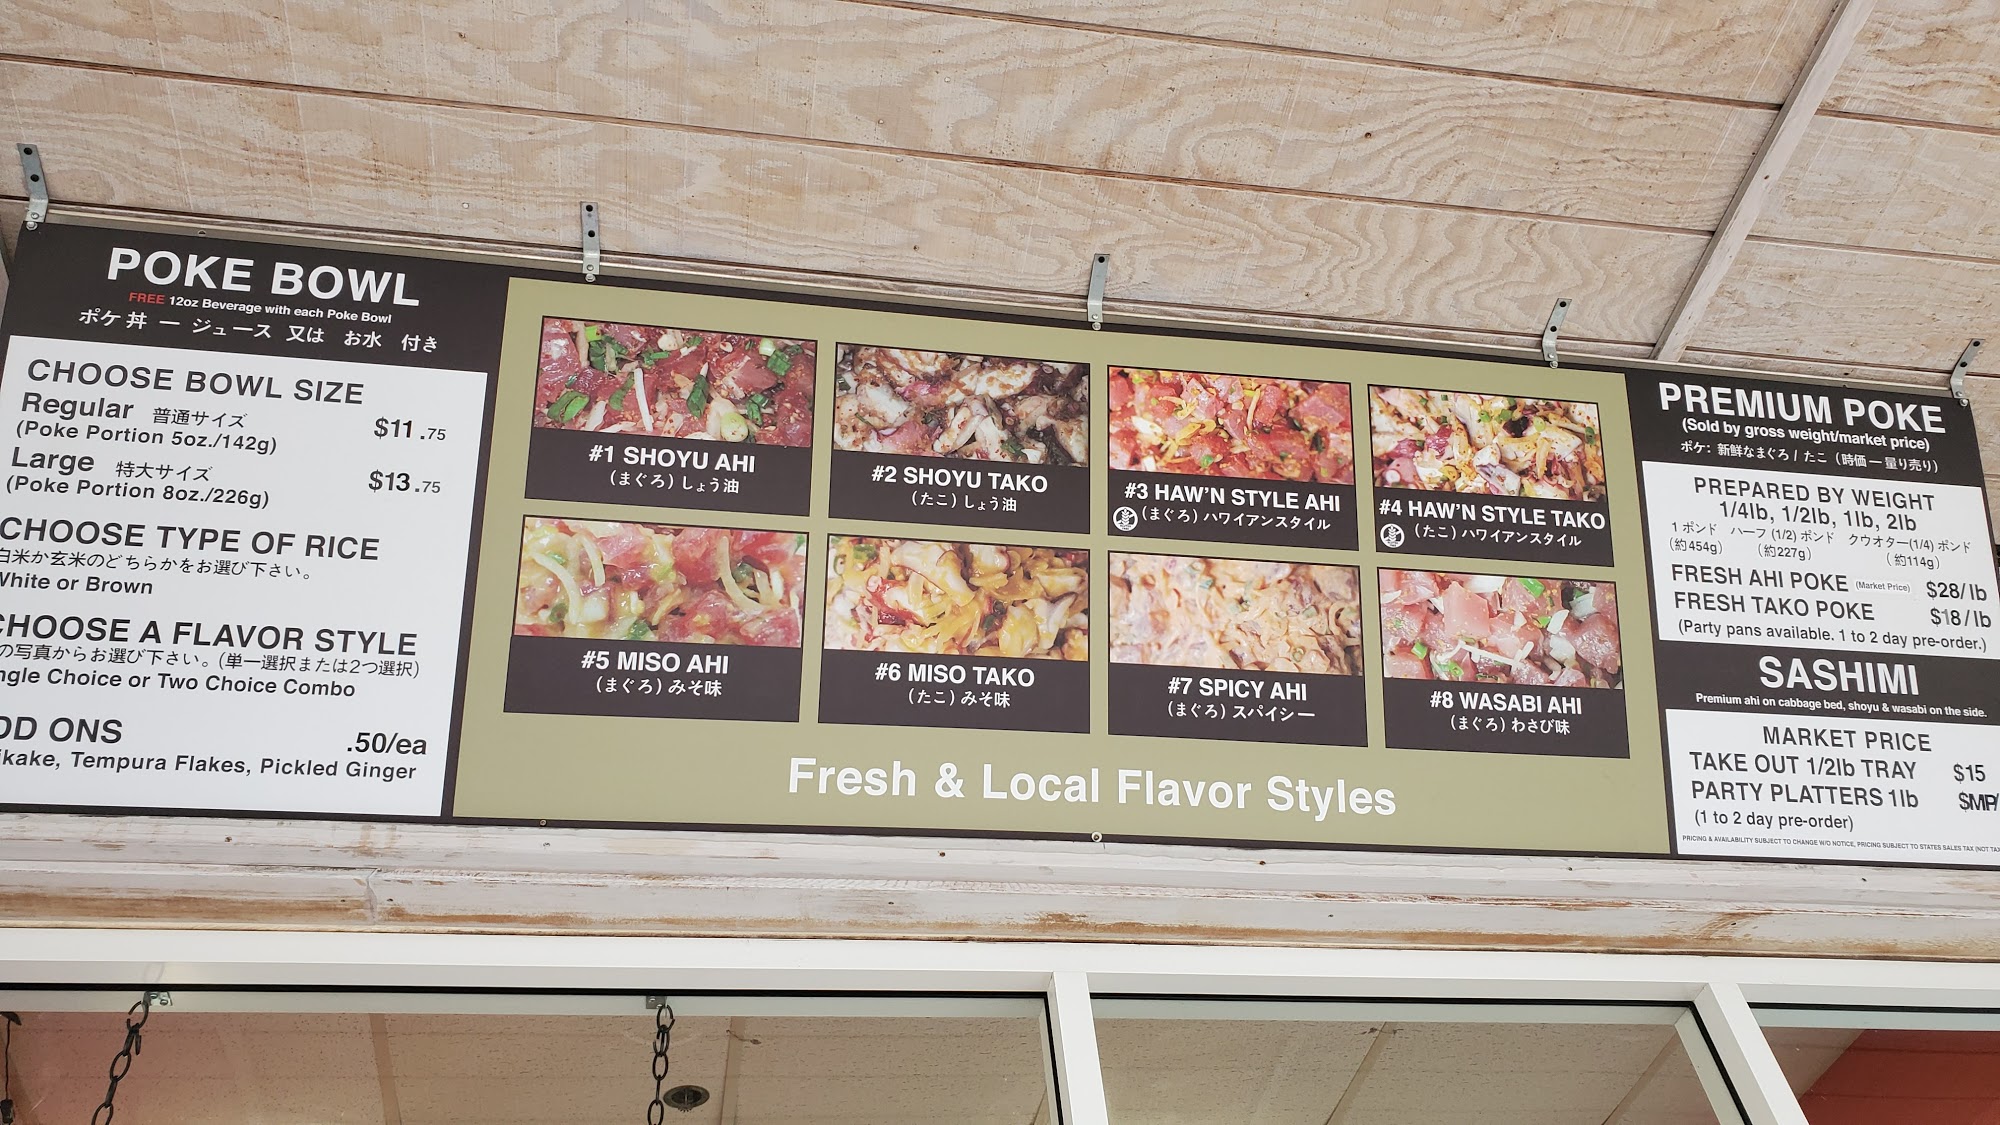 POKE BOWL
FREE 12oz Beverage with each Poke Bowl
ポケ丼 ー ジュース 又は お水 付き
CHOOSE BOWL SIZE
Regular 普通サイズ $11.75
(Poke Portion 5oz./142g)
Large 特大サイズ $13.75
(Poke Portion 8oz./226g)
CHOOSE TYPE OF RICE
白米か玄米のどちらかをお選び下さい。
White or Brown
CHOOSE A FLAVOR STYLE
の写真からお選び下さい。(単一選択または2つ選択)
ngle Choice or Two Choice Combo
DD ONS .50/ea
ikake, Tempura Flakes, Pickled Ginger
#1 SHOYU AHI
(まぐろ) しょう油
#2 SHOYU TAKO
(たこ) しょう油
#3 HAW'N STYLE AHI
(まぐろ) ハワイアンスタイル
#4 HAW'N STYLE TAKO
(たこ) ハワイアンスタイル
#5 MISO AHI
(まぐろ) みそ味
#6 MISO TAKO
(たこ) みそ味
#7 SPICY AHI
(まぐろ) スパイシー
#8 WASABI AHI
(まぐろ) わさび味
Fresh & Local Flavor Styles
PREMIUM POKE
(Sold by gross weight/market price)
ポケ: 新鮮なまぐろ / たこ (時価 ー 量り売り)
PREPARED BY WEIGHT
1/4lb, 1/2lb, 1lb, 2lb
1 ポンド ハーフ (1/2) ポンド クウオター(1/4) ポンド
(約454g) (約227g) (約114g)
FRESH AHI POKE (Market Price) $28/lb
FRESH TAKO POKE $18/lb
(Party pans available. 1 to 2 day pre-order.)
SASHIMI
Premium ahi on cabbage bed, shoyu & wasabi on the side.
MARKET PRICE
TAKE OUT 1/2lb TRAY $15
PARTY PLATTERS 1lb $MP/
(1 to 2 day pre-order)
PRICING & AVAILABILITY SUBJECT TO CHANGE W/O NOTICE, PRICING SUBJECT TO STATES SALES TAX (NOT TAX